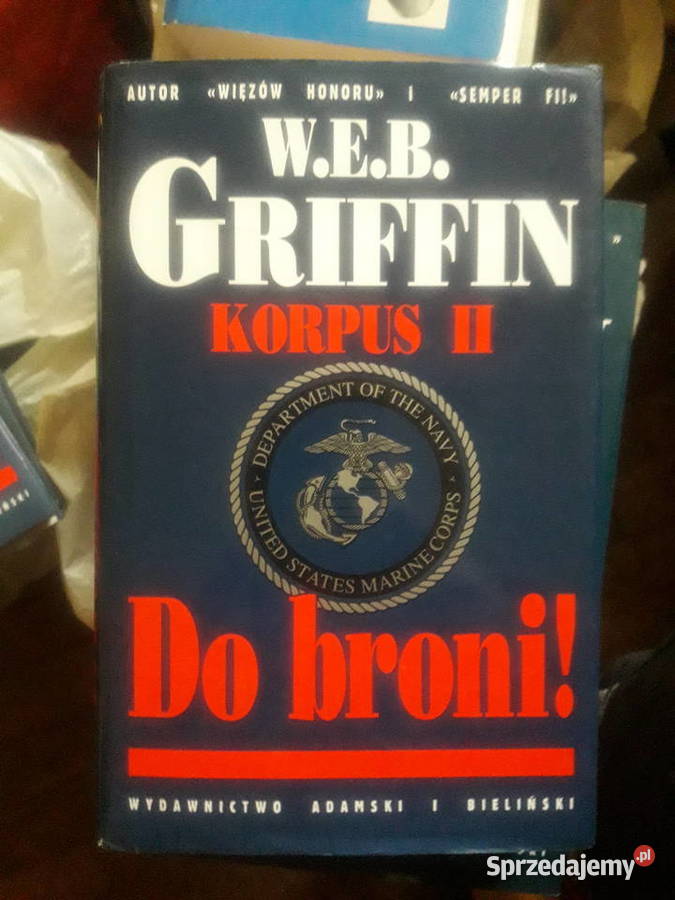 AUTOR «WIĘZÓW HONORU» I «SEMPER FI!»
W.E.B.
GRIFFIN
KORPUS II
DEPARTMENT OF THE NAVY
UNITED STATES MARINE CORPS
Do broni!
WYDAWNICTWO ADAMSKI I BIELIŃSKI
Sprzedajemy.pl